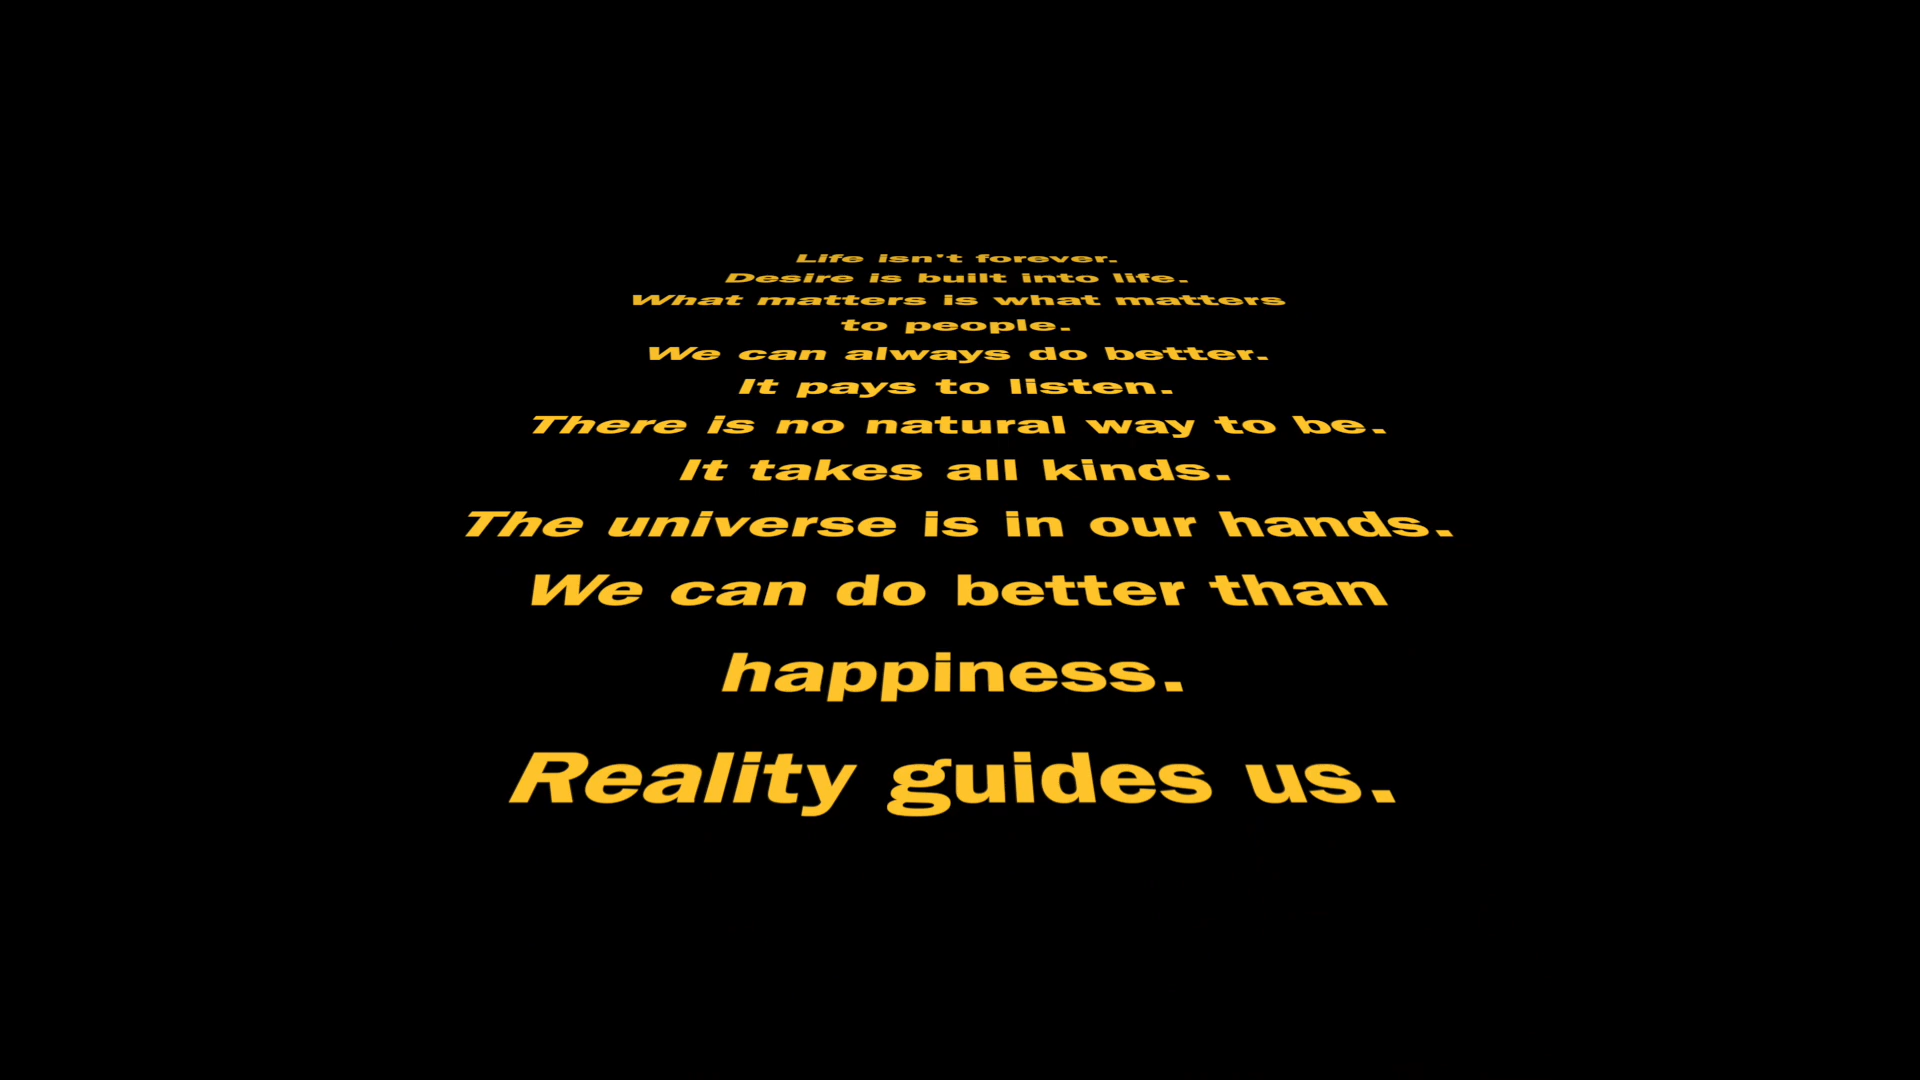 Life isn't forever.
Desire is built into life.
What matters is what matters
to people.
We can always do better.
It pays to listen.
There is no natural way to be.
It takes all kinds.
The universe is in our hands.
We can do better than
happiness.
Reality guides us.